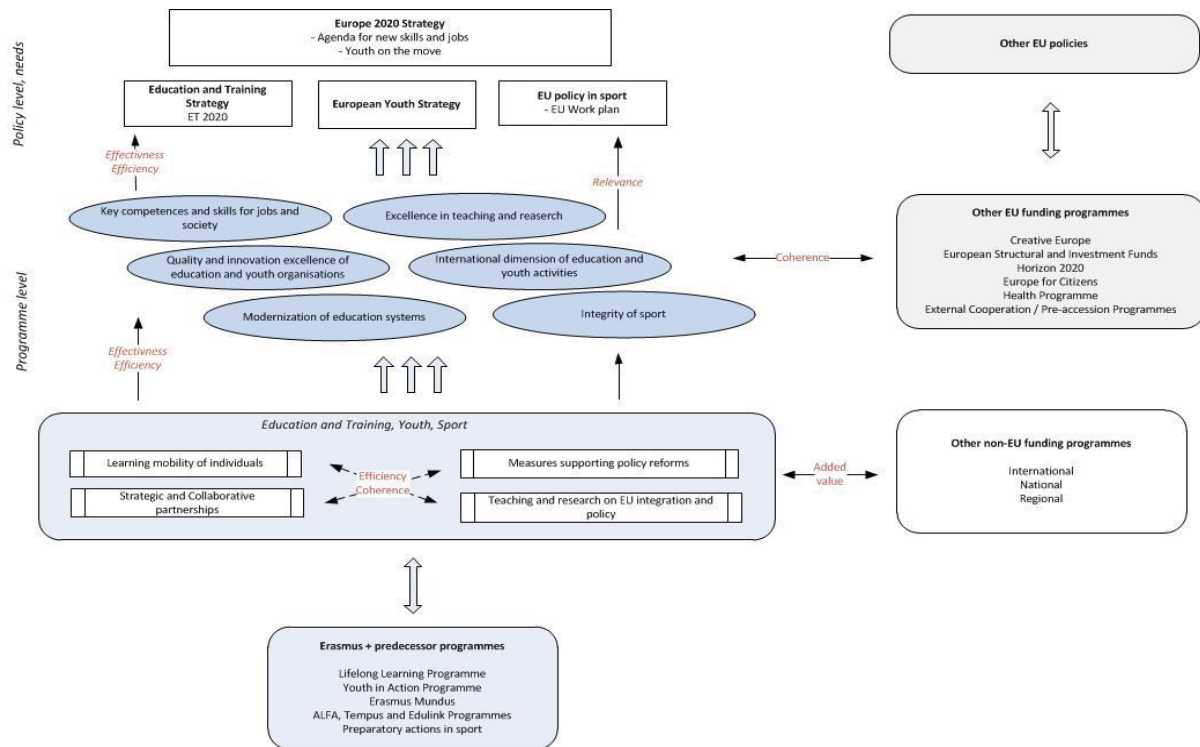 Policy level, needs
Europe 2020 Strategy
- Agenda for new skills and jobs
- Youth on the move
Other EU policies
Education and Training
Strategy
ET 2020
European Youth Strategy
EU policy in sport
- EU Work plan
Effectivness
Efficiency
Relevance
Programme level
Key competences and skills for jobs and
society
Excellence in teaching and reaserch
Quality and innovation excellence of
education and youth organisations
International dimension of education and
youth activities
Modernization of education systems
Integrity of sport
Coherence
Other EU funding programmes
Creative Europe
European Structural and Investment Funds
Horizon 2020
Europe for Citizens
Health Programme
External Cooperation / Pre-accession Programmes
Effectivness
Efficiency
Education and Training, Youth, Sport
Learning mobility of individuals
Strategic and Collaborative
partnerships
Efficiency
Coherence
Measures supporting policy reforms
Teaching and research on EU integration and
policy
Added
value
Other non-EU funding programmes
International
National
Regional
Erasmus + predecessor programmes
Lifelong Learning Programme
Youth in Action Programme
Erasmus Mundus
ALFA, Tempus and Edulink Programmes
Preparatory actions in sport